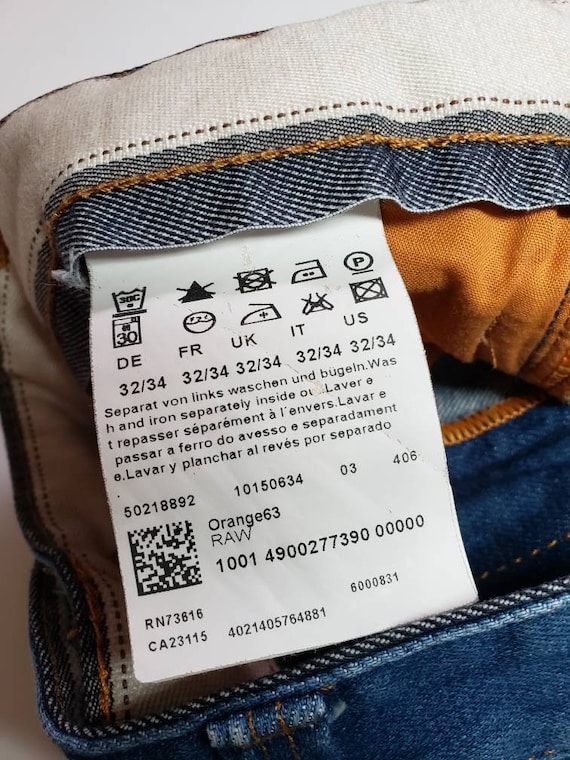 30C P
30
DE FR UK IT US
32/34 32/34 32/34 32/34 32/34
Separat von links waschen und bügeln.Was
h and iron separately inside out.Laver e
t repasser séparément à l´envers.Lavar e
passar a ferro do avesso e separadament
e.Lavar y planchar al revés por separado
50218892 10150634 03 406
Orange63
RAW
1001 4900277390 00000
RN73616 6000831
CA23115 4021405764881